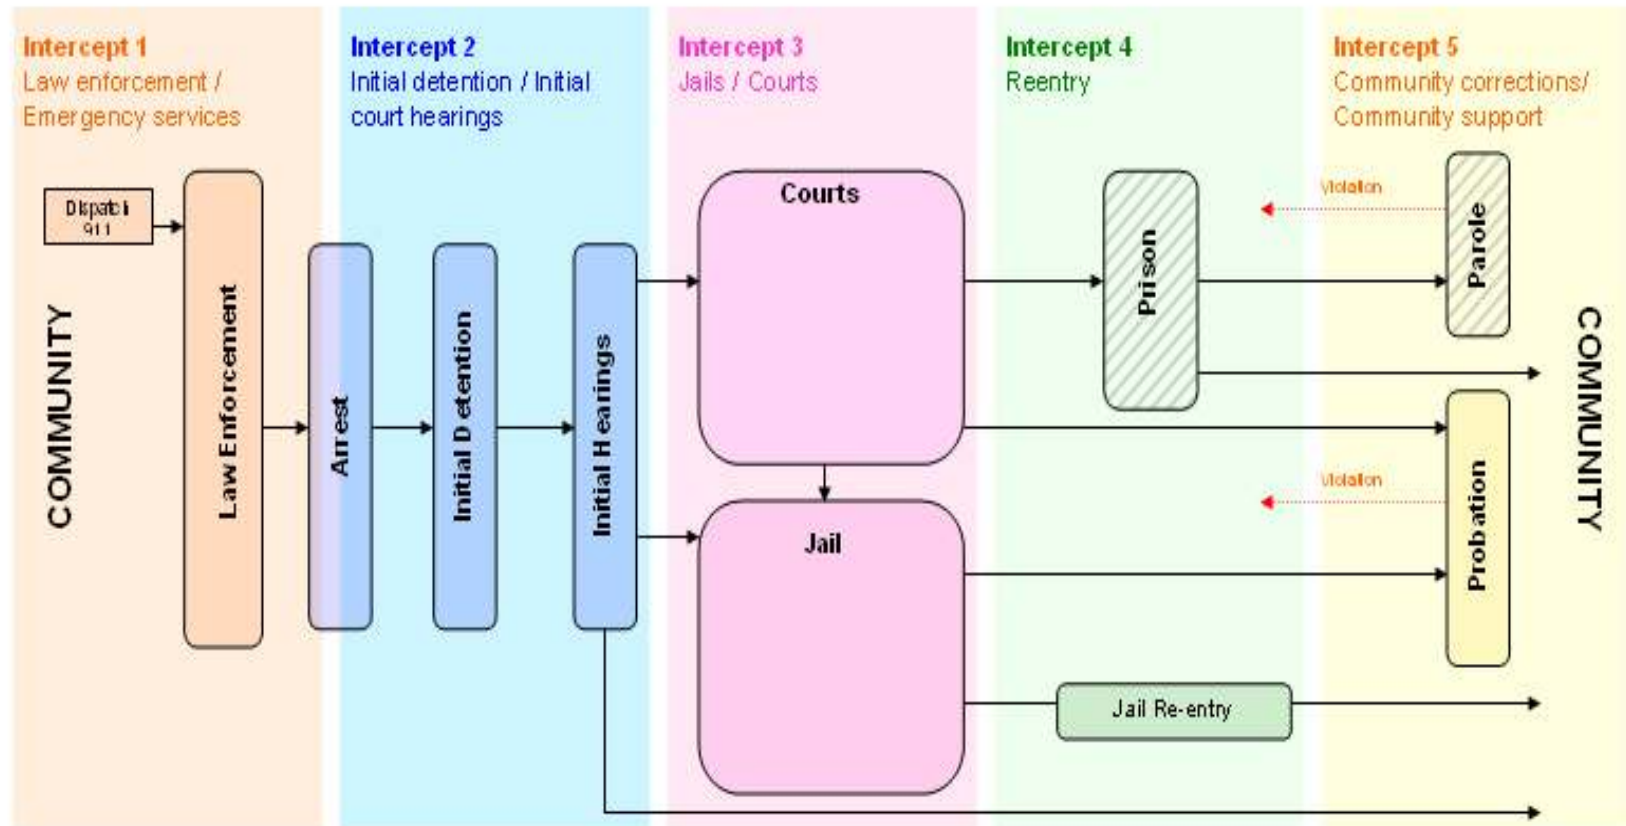 Intercept 1
Law enforcement /
Emergency services
Intercept 2
Initial detention / Initial
court hearings
Intercept 3
Jails / Courts
Intercept 4
Reentry
Intercept 5
Community corrections/
Community support
Dispatch
911
COMMUNITY
Law Enforcement
Arrest
Initial Detention
Initial Hearings
Courts
Jail
Prison
Jail Re-entry
Violation
Parole
Violation
Probation
COMMUNITY